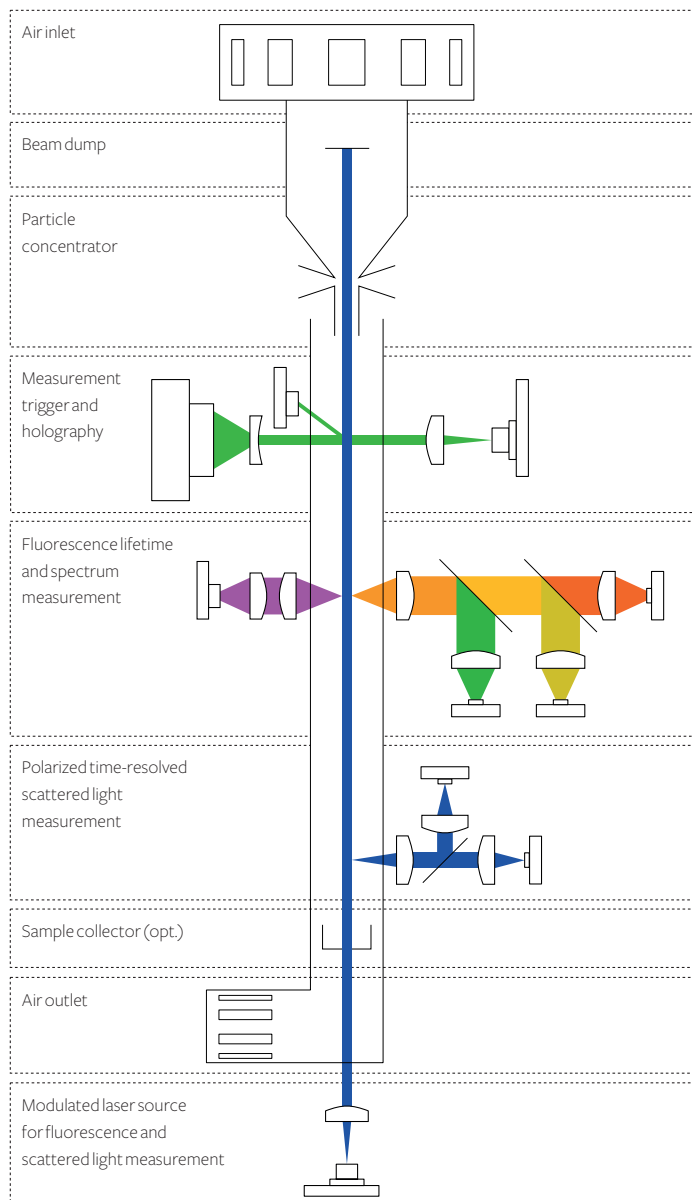 Air inlet
Beam dump
Particle
concentrator
Measurement
trigger and
holography
Fluorescence lifetime
and spectrum
measurement
Polarized time-resolved
scattered light
measurement
Sample collector (opt.)
Air outlet
Modulated laser source
for fluorescence and
scattered light measurement